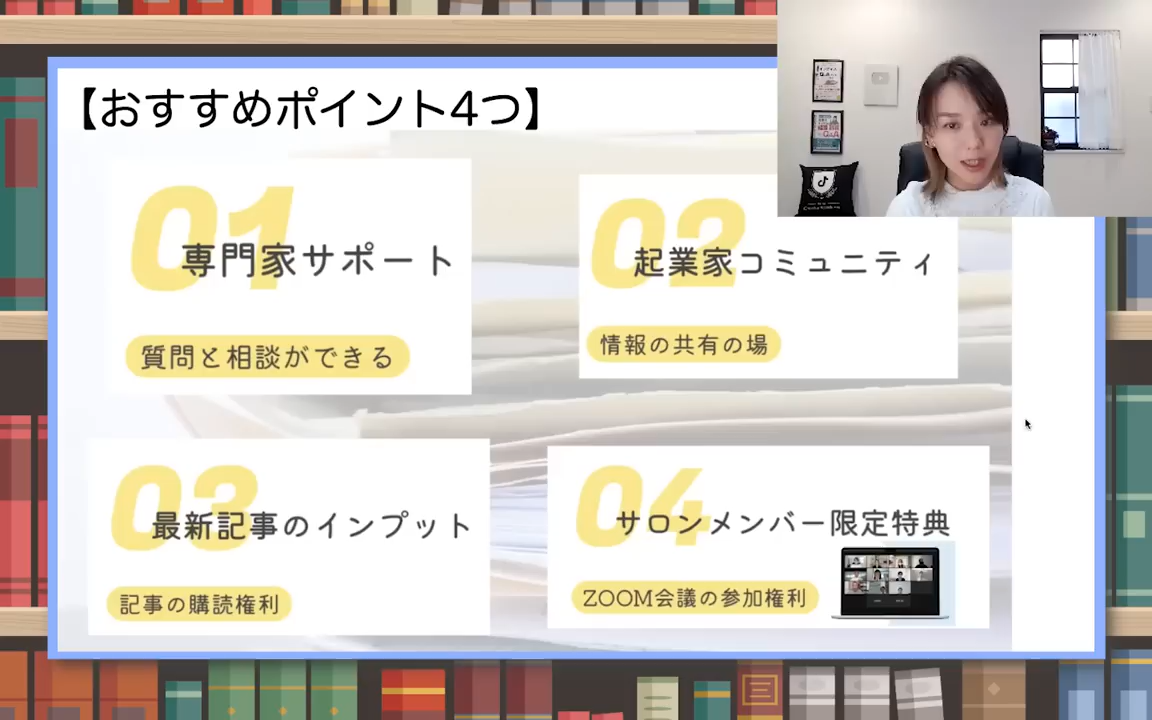 【おすすめポイント4つ】
01
専門家サポート
質問と相談ができる
02
起業家コミュニティ
情報の共有の場
03
最新記事のインプット
記事の購読権利
04
サロンメンバー限定特典
ZOOM会議の参加権利